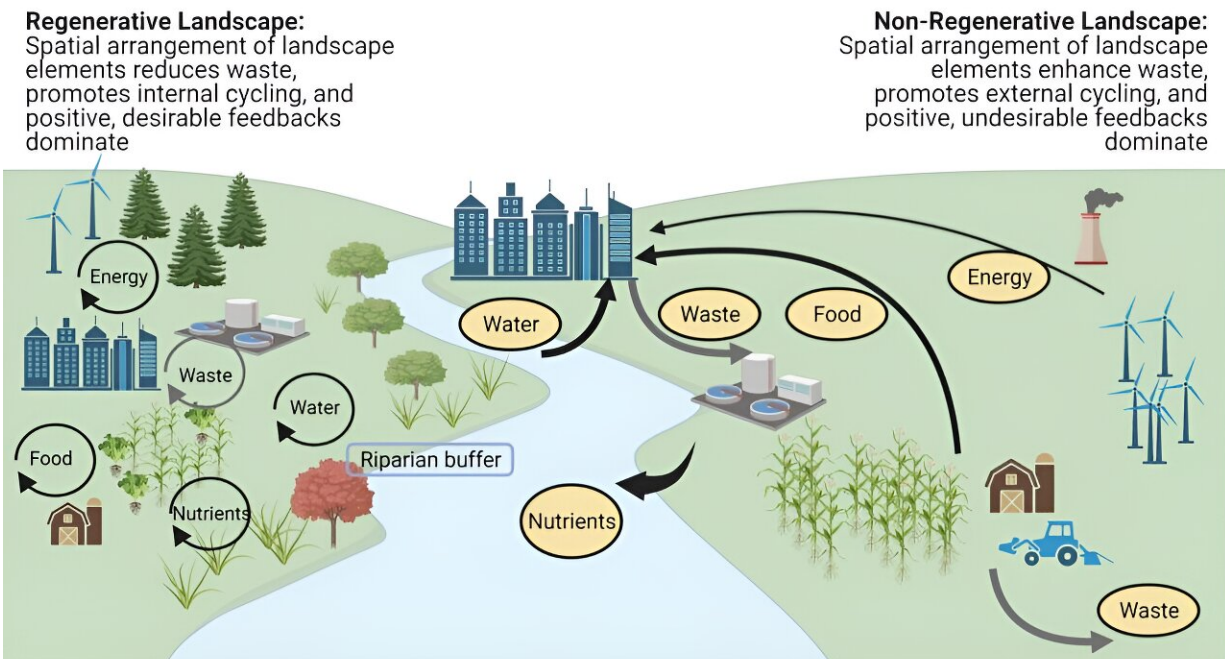 Regenerative Landscape:
Spatial arrangement of landscape
elements reduces waste,
promotes internal cycling, and
positive, desirable feedbacks
dominate
Non-Regenerative Landscape:
Spatial arrangement of landscape
elements enhance waste,
promotes external cycling, and
positive, undesirable feedbacks
dominate
Energy
Waste
Water
Food
Nutrients
Riparian buffer
Water
Waste
Food
Energy
Nutrients
Waste